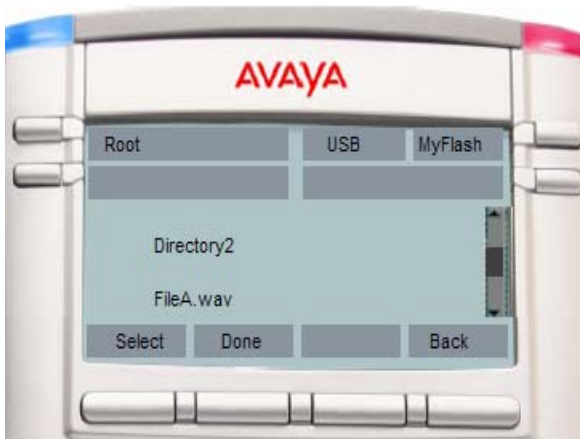 AVAYA
Root USB MyFlash
Directory2
FileA.wav
Select Done Back